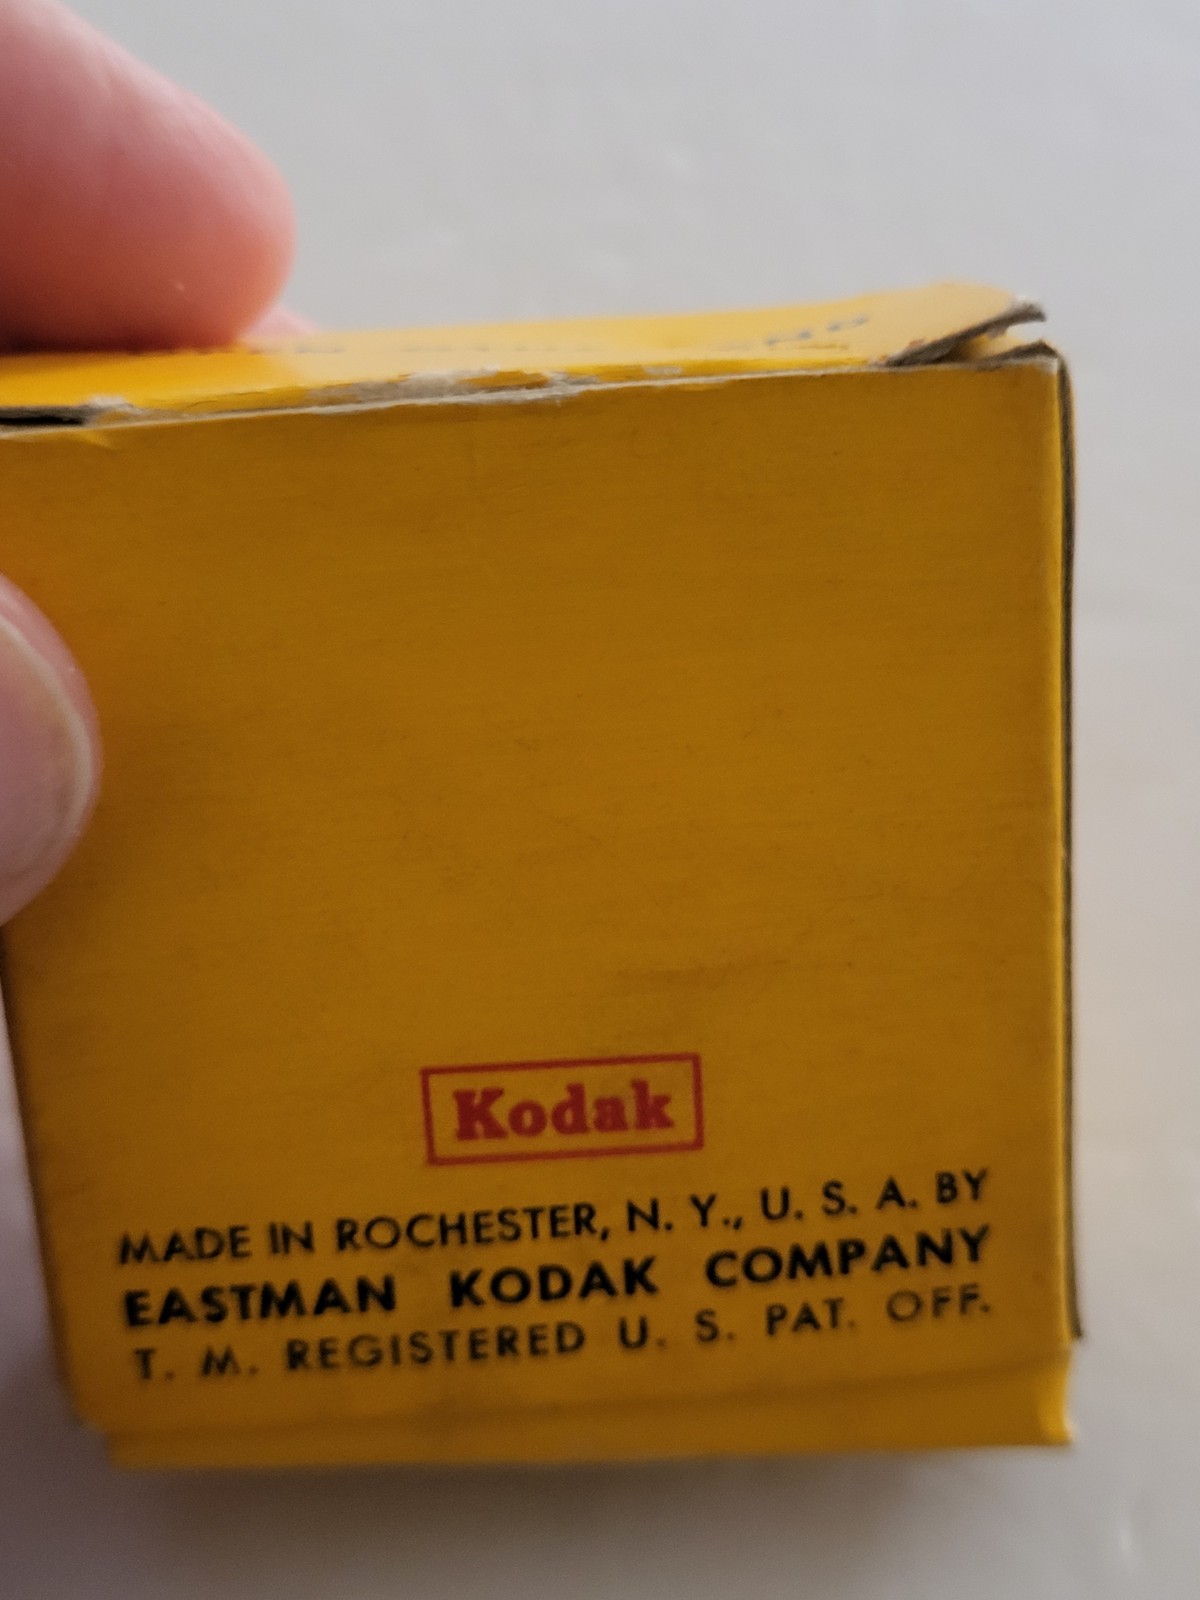 Kodak
MADE IN ROCHESTER, N. Y., U. S. A. BY
EASTMAN KODAK COMPANY
T. M. REGISTERED U. S. PAT. OFF.